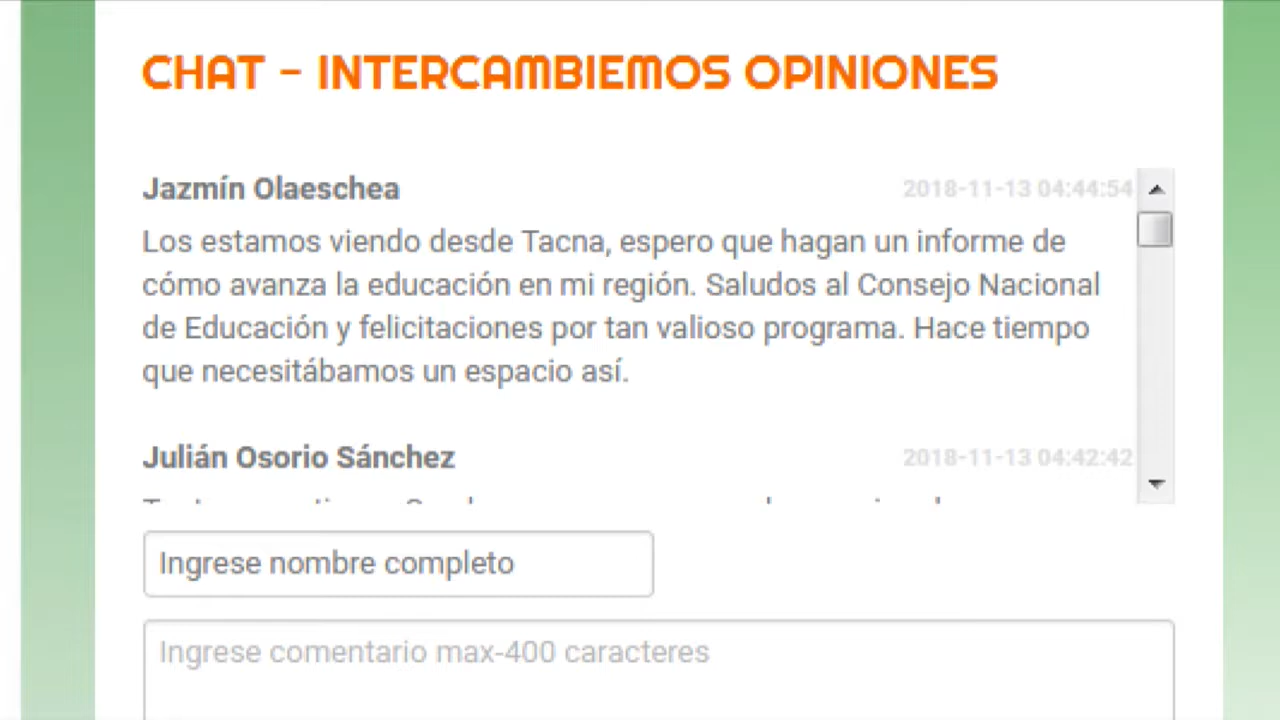 CHAT - INTERCAMBIEMOS OPINIONES
Jazmín Olaeschea 2018-11-13 04:44:54
Los estamos viendo desde Tacna, espero que hagan un informe de
cómo avanza la educación en mi región. Saludos al Consejo Nacional
de Educación y felicitaciones por tan valioso programa. Hace tiempo
que necesitábamos un espacio así.
Julián Osorio Sánchez 2018-11-13 04:42:42
Ingrese nombre completo
Ingrese comentario max-400 caracteres